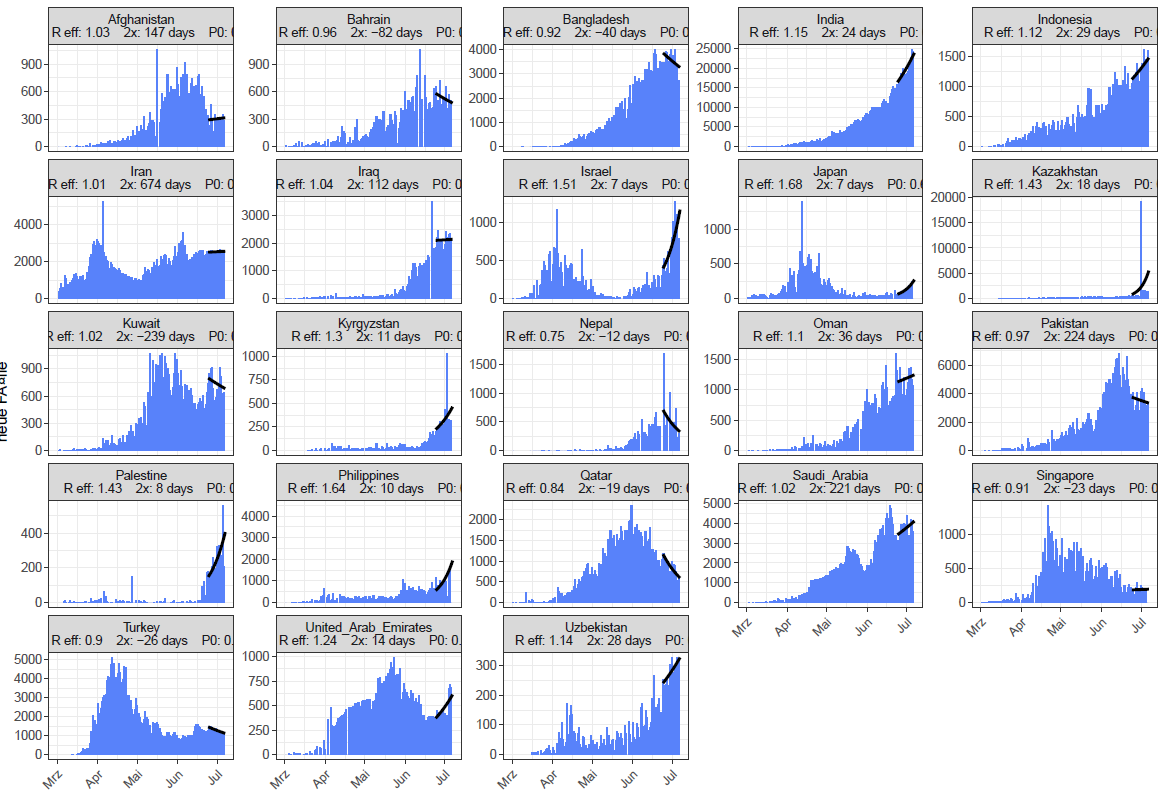 Afghanistan
R eff: 1.03 2x: 147 days P0:
900
600
300
0
Bahrain
R eff: 0.96 2x: −82 days P0:
900
600
300
0
Bangladesh
R eff: 0.92 2x: −40 days P0:
4000
3000
2000
1000
0
India
R eff: 1.15 2x: 24 days P0:
25000
20000
15000
10000
5000
0
Indonesia
R eff: 1.12 2x: 29 days P0:
1500
1000
500
0
Iran
R eff: 1.01 2x: 674 days P0: 0
4000
2000
0
Iraq
R eff: 1.04 2x: 112 days P0:
3000
2000
1000
0
Israel
R eff: 1.51 2x: 7 days P0: 0
1000
500
0
Japan
R eff: 1.68 2x: 7 days P0: 0.
1000
500
0
Kazakhstan
R eff: 1.43 2x: 18 days P0: 0
20000
15000
10000
5000
0
Kuwait
R eff: 1.02 2x: −239 days P0:
900
600
300
0
Kyrgyzstan
R eff: 1.3 2x: 11 days P0: 0
1000
750
500
250
0
Nepal
R eff: 0.75 2x: −12 days P0: 0
1500
1000
500
0
Oman
R eff: 1.1 2x: 36 days P0: 0
1500
1000
500
0
Pakistan
R eff: 0.97 2x: 224 days P0:
6000
4000
2000
0
neue
Palestine
R eff: 1.43 2x: 8 days P0: 0
400
200
0
Philippines
R eff: 1.64 2x: 10 days P0:
4000
3000
2000
1000
0
Qatar
R eff: 0.84 2x: −19 days P0:
2000
1500
1000
500
0
Saudi_Arabia
R eff: 1.02 2x: 221 days P0: 0
5000
4000
3000
2000
1000
0
Mrz Apr Mai Jun Jul
Singapore
R eff: 0.91 2x: −23 days P0: 0
1000
500
0
Mrz Apr Mai Jun Jul
Turkey
R eff: 0.9 2x: −26 days P0: 0.
5000
4000
3000
2000
1000
0
Mrz Apr Mai Jun Jul
United_Arab_Emirates
R eff: 1.24 2x: 14 days P0: 0.
1000
750
500
250
0
Mrz Apr Mai Jun Jul
Uzbekistan
R eff: 1.14 2x: 28 days P0:
300
200
100
0
Mrz Apr Mai Jun Jul